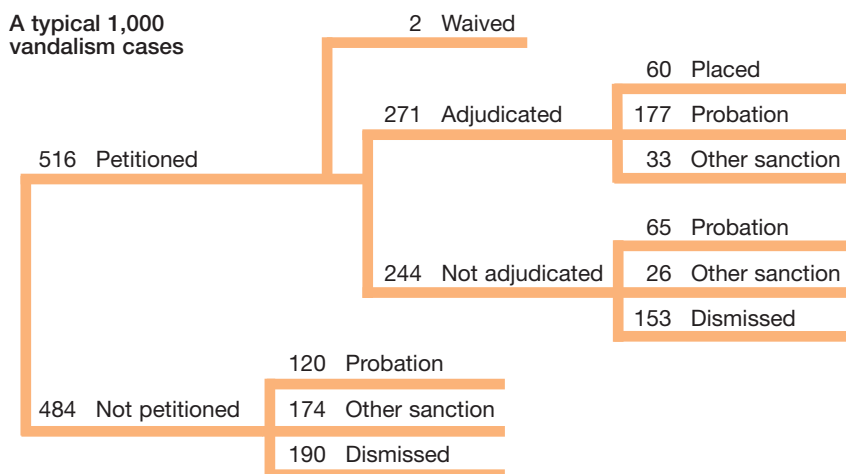 A typical 1,000
vandalism cases
2 Waived
60 Placed
271 Adjudicated
177 Probation
516 Petitioned
33 Other sanction
65 Probation
244 Not adjudicated
26 Other sanction
153 Dismissed
120 Probation
484 Not petitioned
174 Other sanction
190 Dismissed